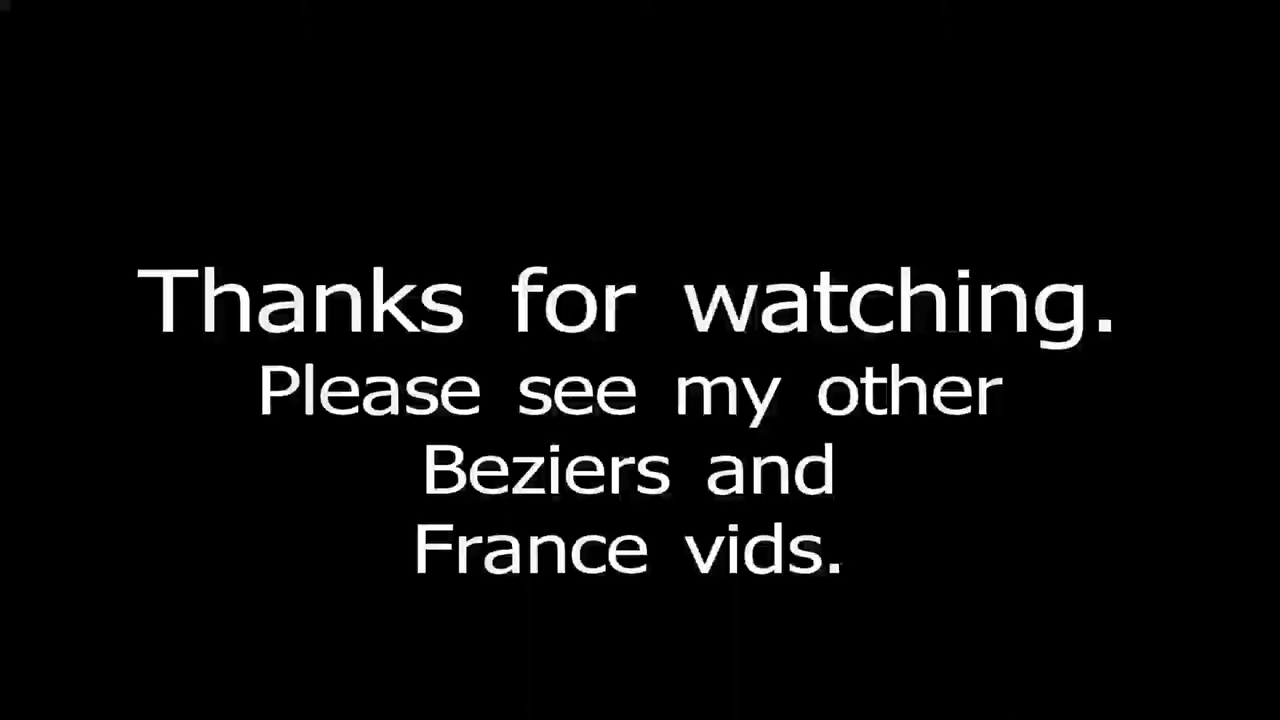 Thanks for watching.
Please see my other
Beziers and
France vids.